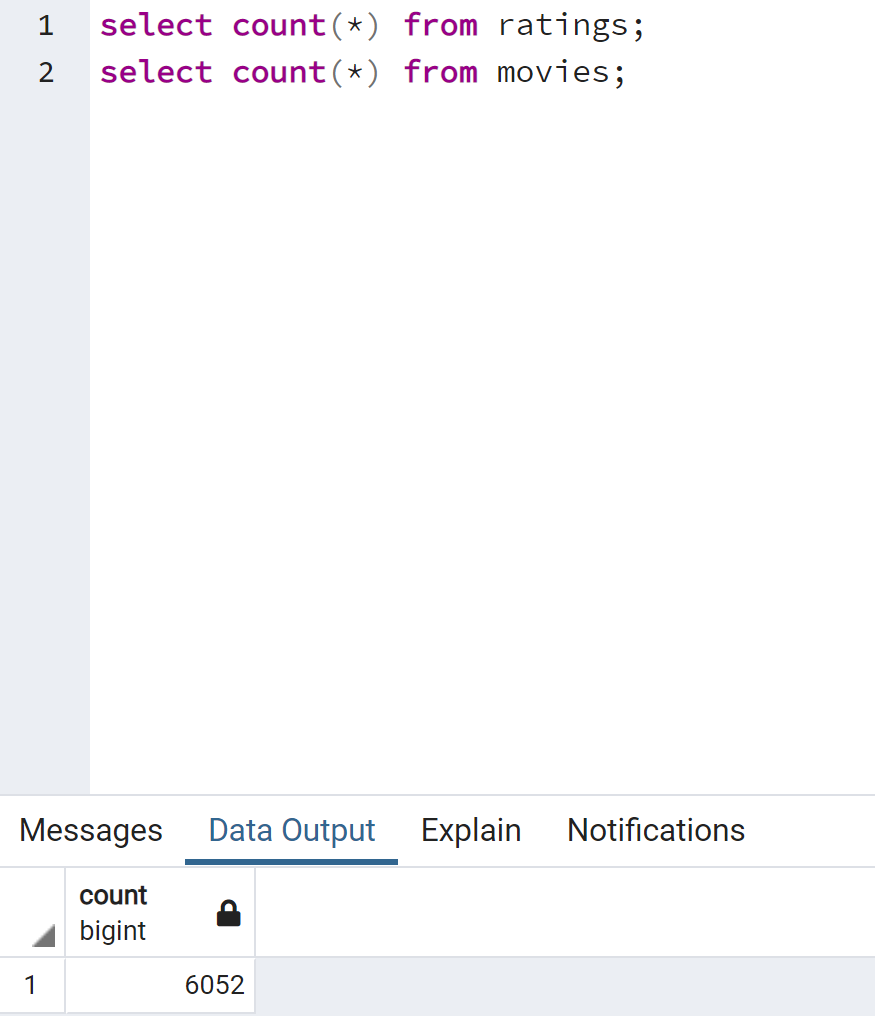 1 select count(*) from ratings;
2 select count(*) from movies;
Messages Data Output Explain Notifications
count
bigint
1 6052